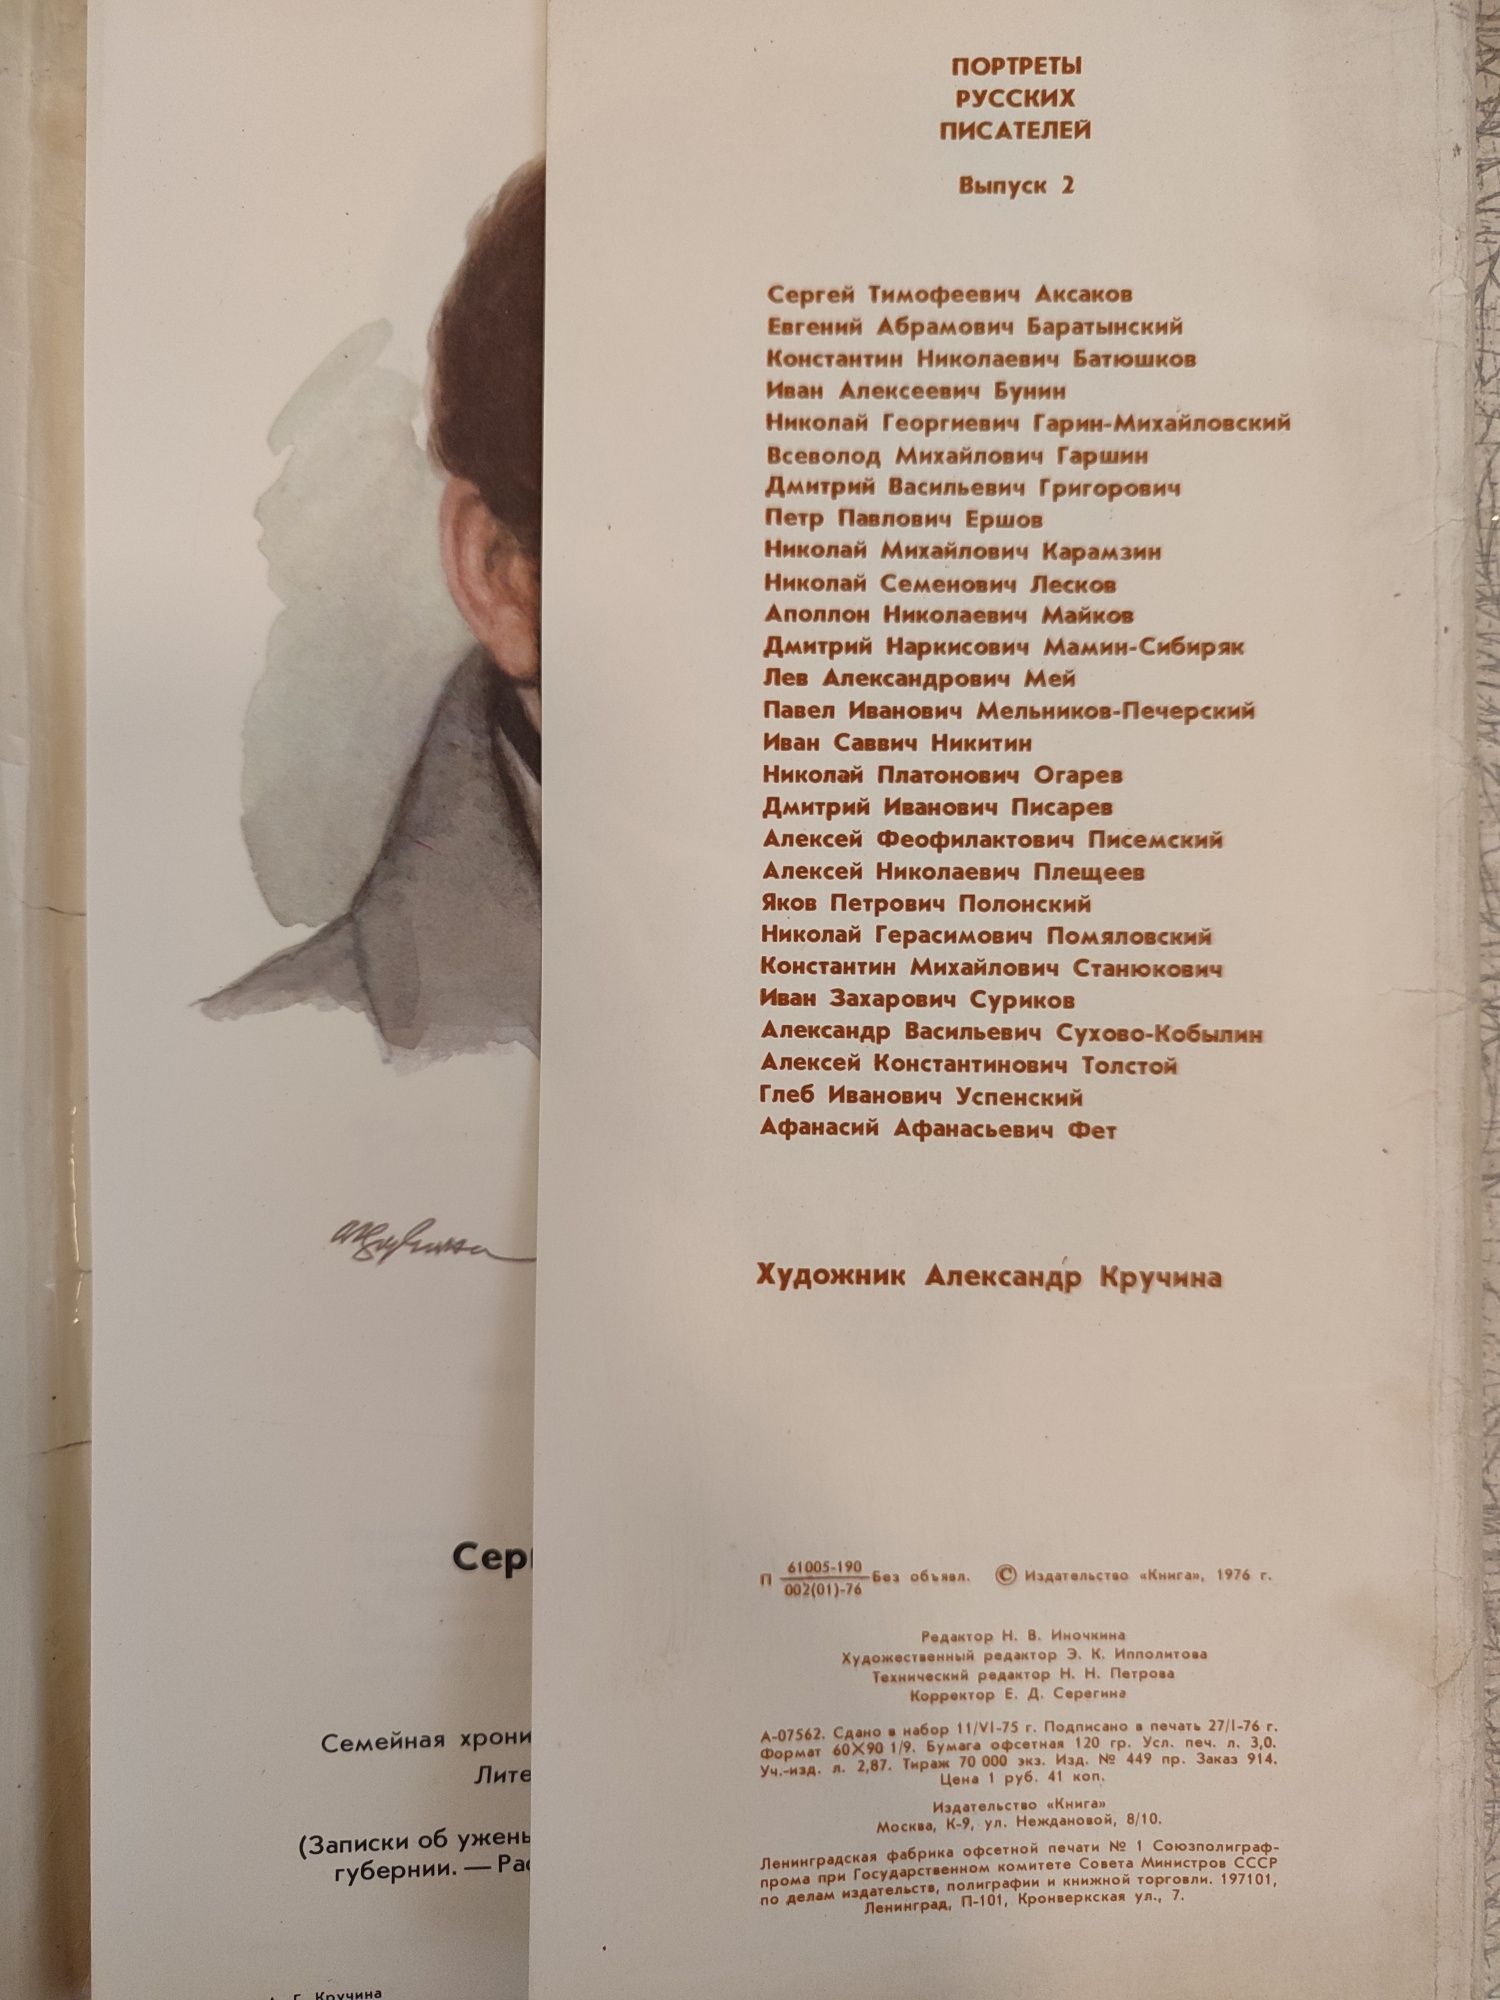 ПОРТРЕТЫ
РУССКИХ
ПИСАТЕЛЕЙ
Выпуск 2
Сергей Тимофеевич Аксаков
Евгений Абрамович Баратынский
Константин Николаевич Батюшков
Иван Алексеевич Бунин
Николай Георгиевич Гарин-Михайловский
Всеволод Михайлович Гаршин
Дмитрий Васильевич Григорович
Петр Павлович Ершов
Николай Михайлович Карамзин
Николай Семенович Лесков
Аполлон Николаевич Майков
Дмитрий Наркисович Мамин-Сибиряк
Лев Александрович Мей
Павел Иванович Мельников-Печерский
Иван Саввич Никитин
Николай Платонович Огарев
Дмитрий Иванович Писарев
Алексей Феофилактович Писемский
Алексей Николаевич Плещеев
Яков Петрович Полонский
Николай Герасимович Помяловский
Константин Михайлович Станюкович
Иван Захарович Суриков
Александр Васильевич Сухово-Кобылин
Алексей Константинович Толстой
Глеб Иванович Успенский
Афанасий Афанасьевич Фет
Художник Александр Кручина
П 61005-190
002(01)-76 Без объявл. © Издательство «Книга», 1976 г.
Редактор Н. В. Иночкина
Художественный редактор Э. К. Ипполитова
Технический редактор Н. Н. Петрова
Корректор Е. Д. Серегина
А-07562. Сдано в набор 11/VI-75 г. Подписано в печать 27/I-76 г.
Формат 60×90 1/9. Бумага офсетная 120 гр. Усл. печ. л. 3,0.
Уч.-изд. л. 2,87. Тираж 70 000 экз. Изд. № 449 пр. Заказ 914.
Цена 1 руб. 41 коп.
Издательство «Книга»
Москва, К-9, ул. Неждановой, 8/10.
Ленинградская фабрика офсетной печати № 1 Союзполиграф-
прома при Государственном комитете Совета Министров СССР
по делам издательств, полиграфии и книжной торговли. 197101,
Ленинград, П-101, Кронверкская ул., 7.
Серг
Семейная хрони
Лите
(Записки об ужень
губернии. — Рас
Г. Кручина